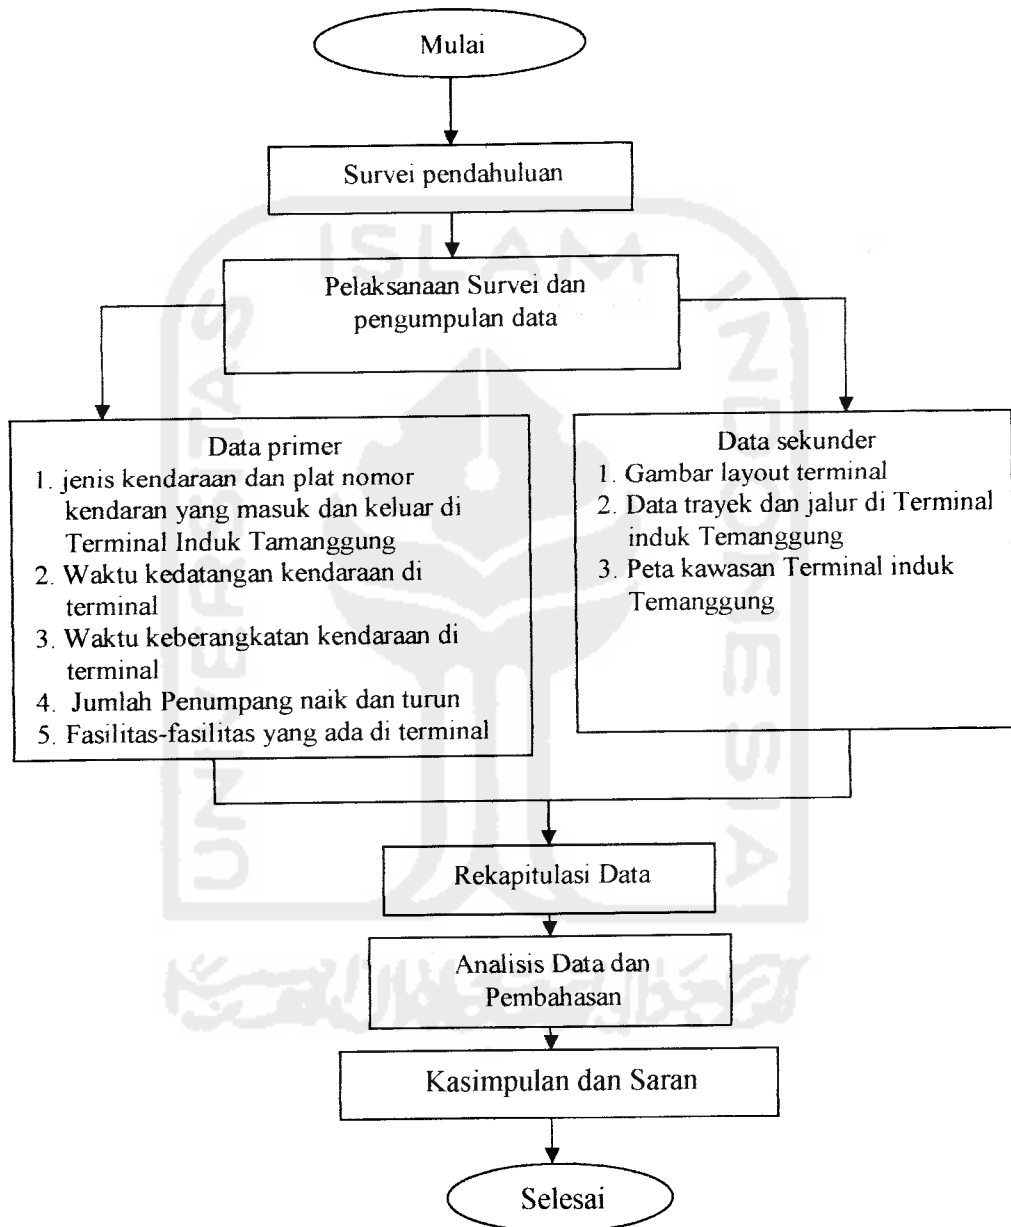 Mulai
Survei pendahuluan
Pelaksanaan Survei dan
pengumpulan data
Data primer
1. jenis kendaraan dan plat nomor
kendaran yang masuk dan keluar di
Terminal Induk Tamanggung
2. Waktu kedatangan kendaraan di
terminal
3. Waktu keberangkatan kendaraan di
terminal
4. Jumlah Penumpang naik dan turun
5. Fasilitas-fasilitas yang ada di terminal
Data sekunder
1. Gambar layout terminal
2. Data trayek dan jalur di Terminal
induk Temanggung
3. Peta kawasan Terminal induk
Temanggung
Rekapitulasi Data
Analisis Data dan
Pembahasan
Kasimpulan dan Saran
Selesai
UNIVERSITAS
ISLAM
INDONESIA